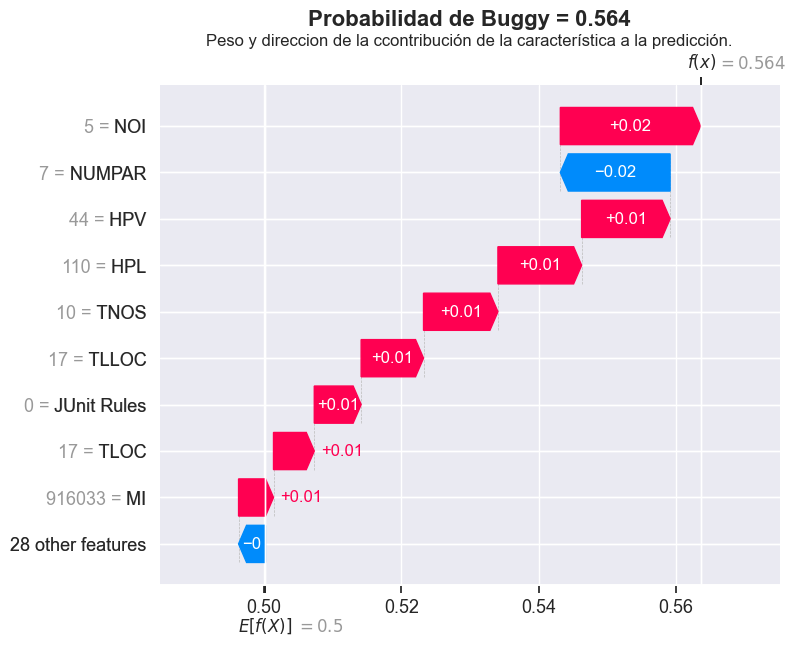 Probabilidad de Buggy = 0.564
Peso y direccion de la ccontribución de la característica a la predicción.
f(x) = 0.564
5 = NOI
+0.02
7 = NUMPAR
−0.02
44 = HPV
+0.01
110 = HPL
+0.01
10 = TNOS
+0.01
17 = TLLOC
+0.01
0 = JUnit Rules
+0.01
17 = TLOC
+0.01
916033 = MI
+0.01
28 other features
−0
0.50
0.52
0.54
0.56
E[f(X)] = 0.5